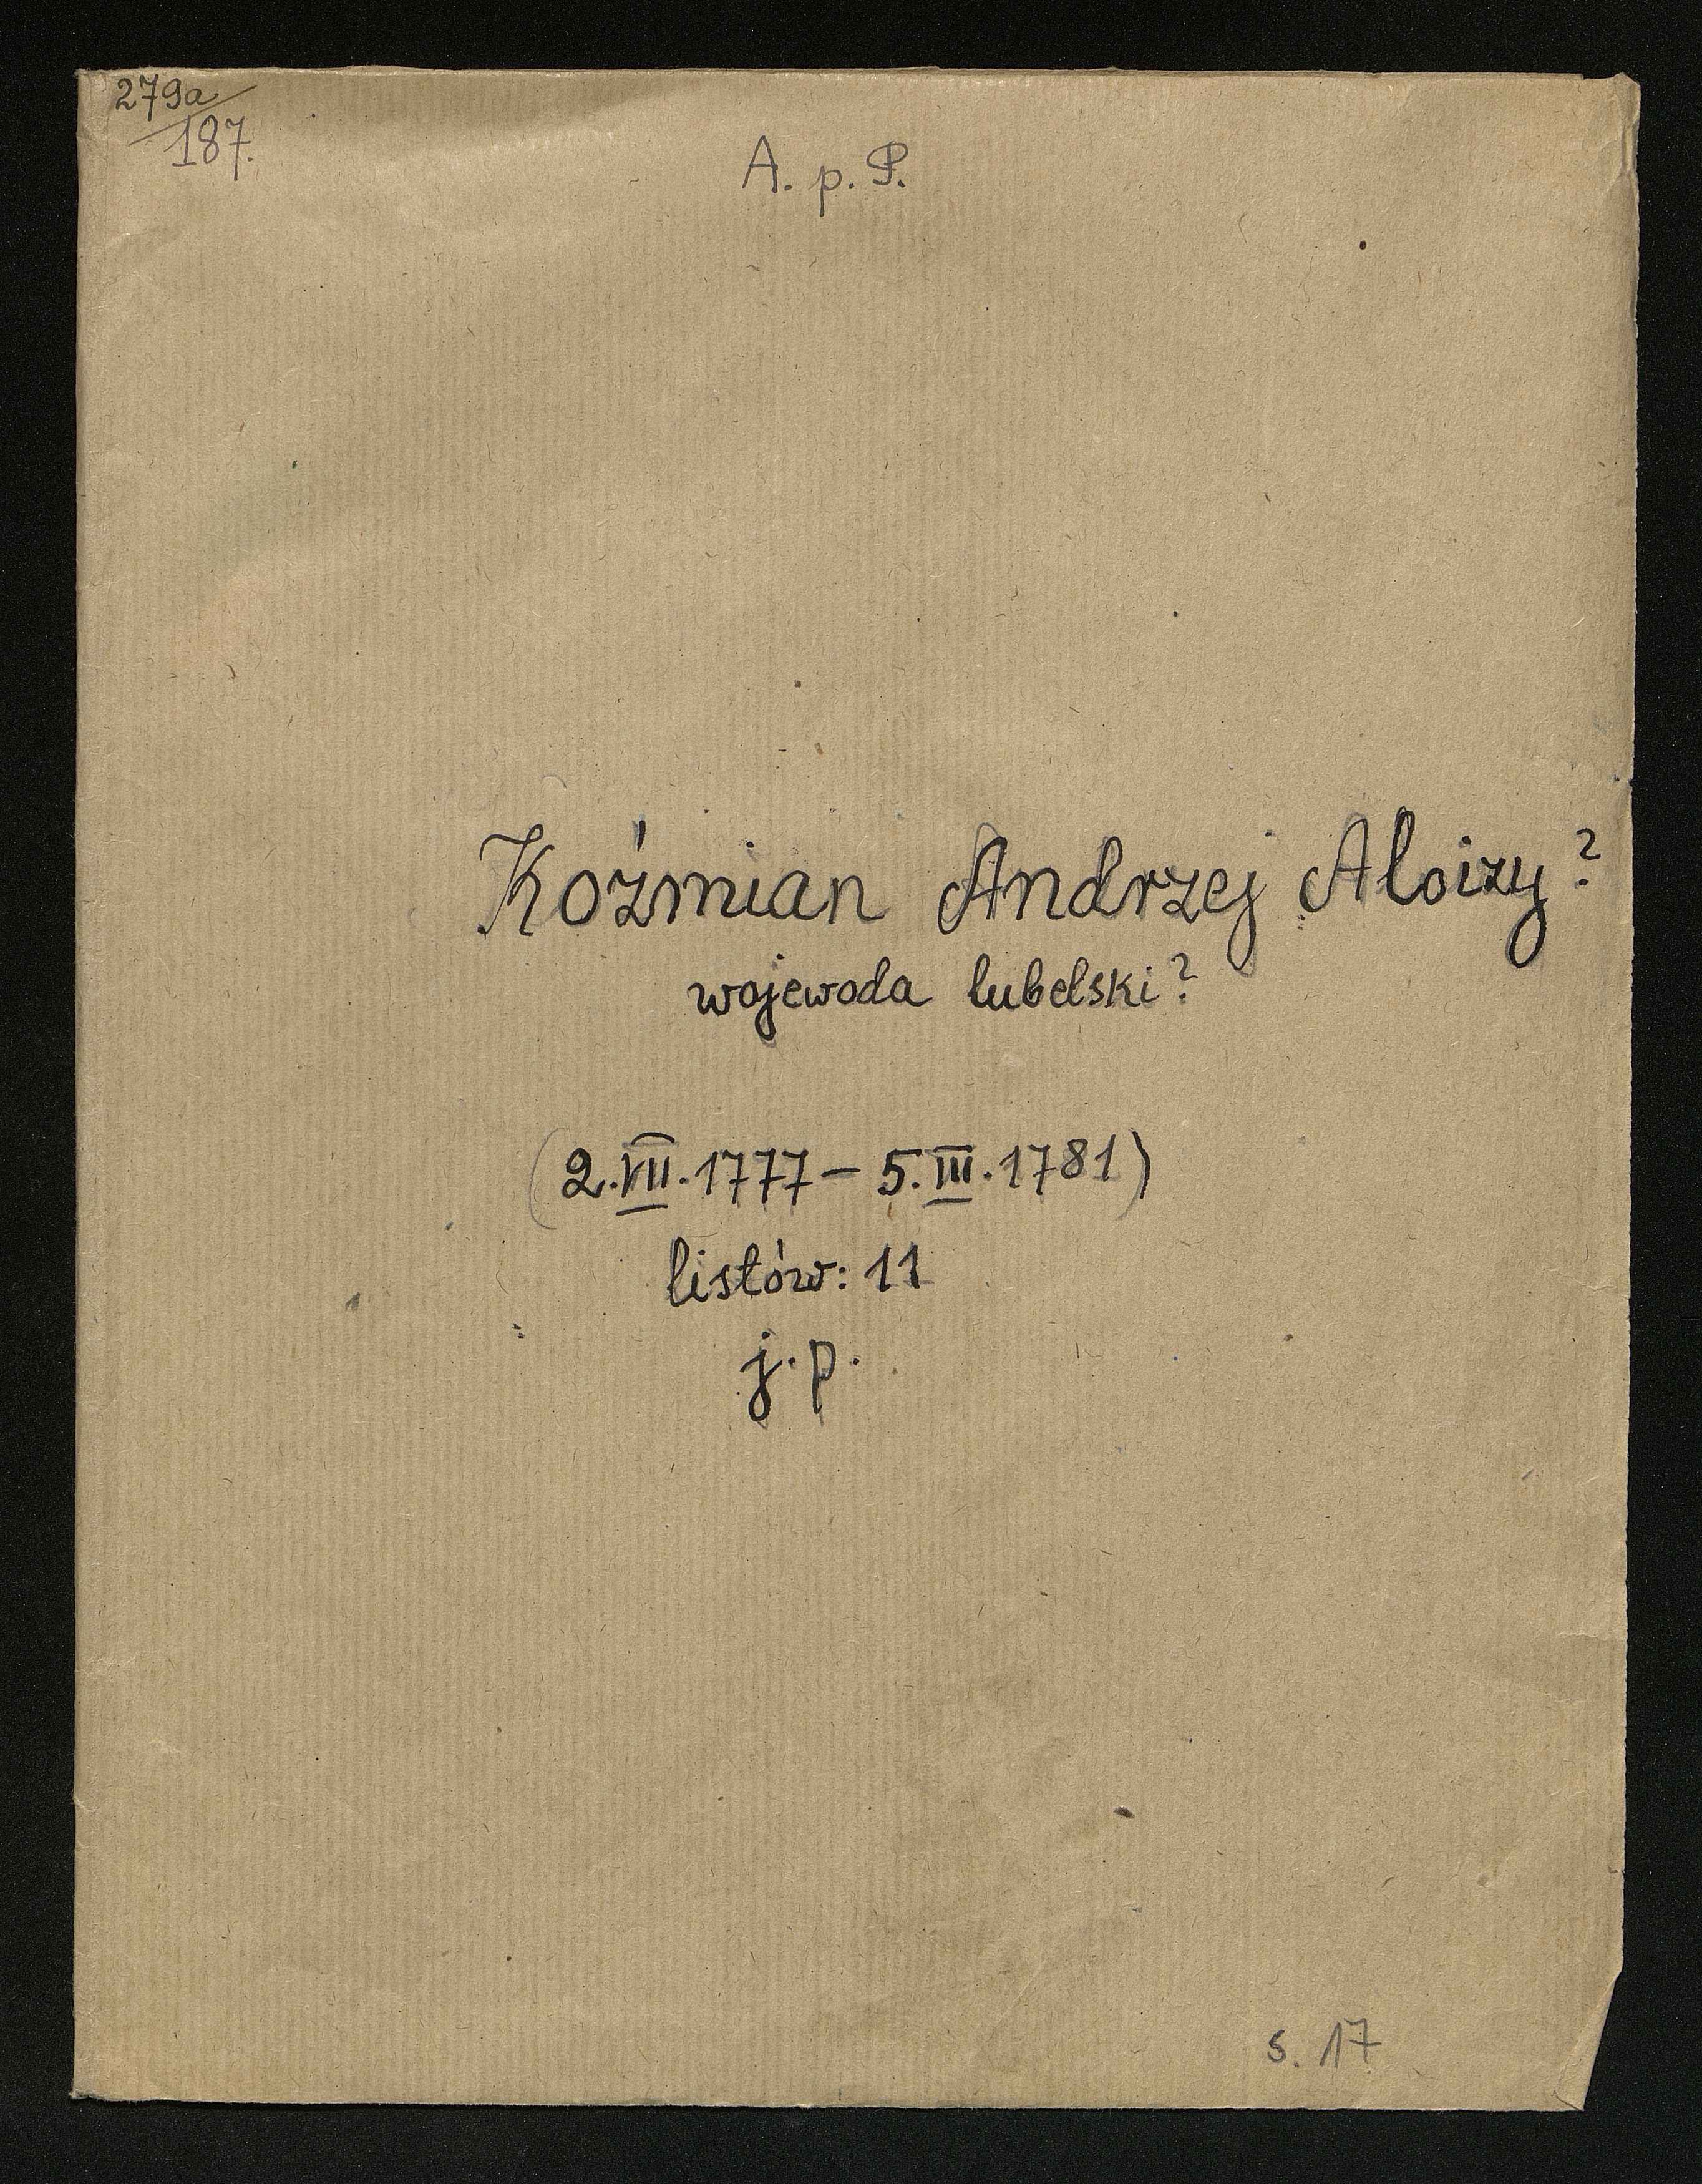 279a
187.
A. p. P.
Koźmian Andrzej Aloizy?
wojewoda lubelski?
(2.VII.1777 – 5.III.1781)
listów: 11
j. p.
s. 17